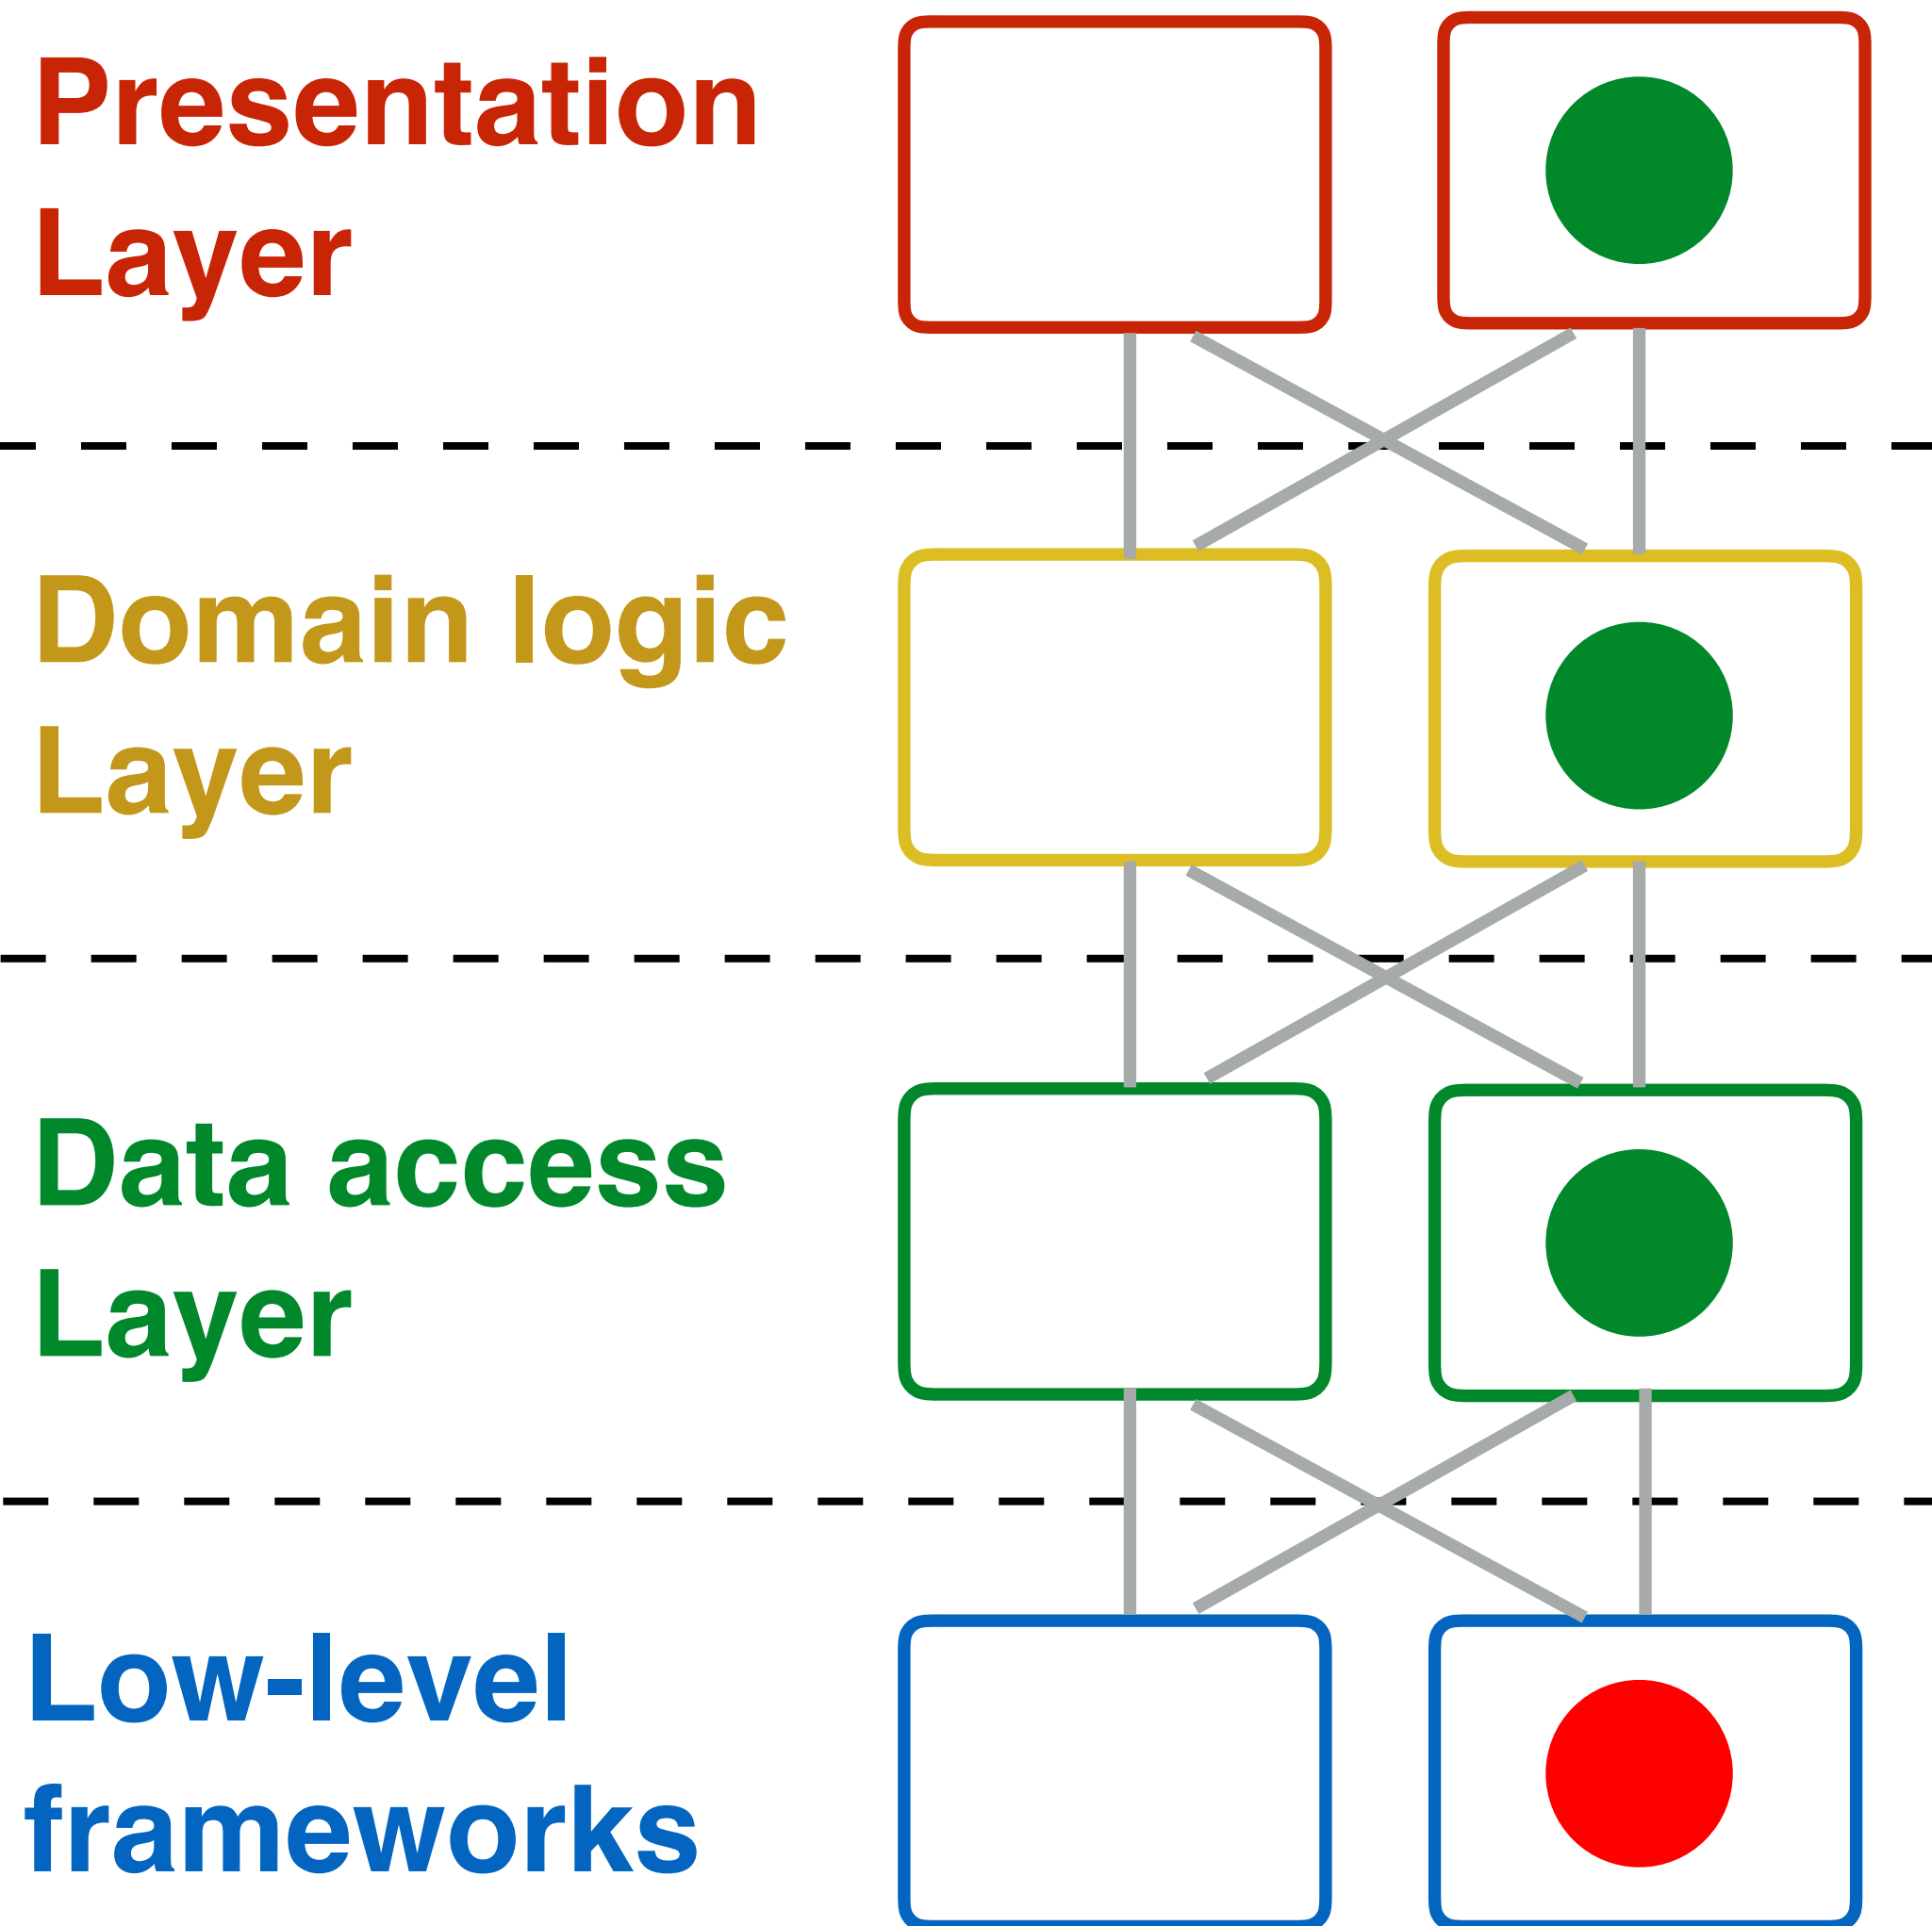 Presentation
Layer
Domain logic
Layer
Data access
Layer
Low-level
frameworks